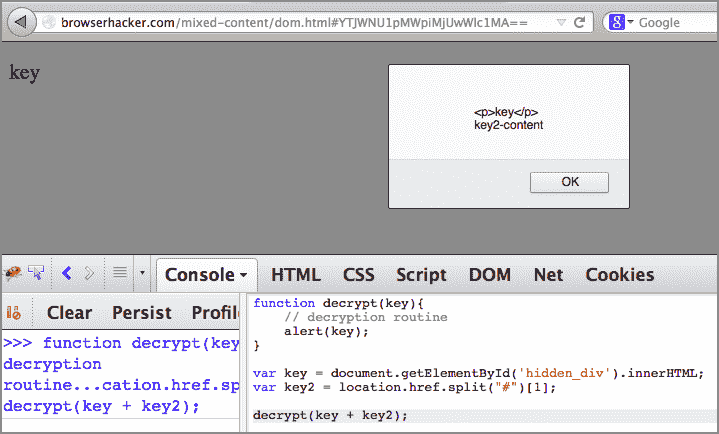 browserhacker.com/mixed-content/dom.html#YTJWNU1pMWpiMjUwWlc1MA==
Google
key
<p>key</p>
key2-content
OK
Console
HTML
CSS
Script
DOM
Net
Cookies
Clear
Persist
Profile
>>> function decrypt(key
decryption
routine...cation.href.sp
decrypt(key + key2);
function decrypt(key){
// decryption routine
alert(key);
}
var key = document.getElementById('hidden_div').innerHTML;
var key2 = location.href.split("#")[1];
decrypt(key + key2);